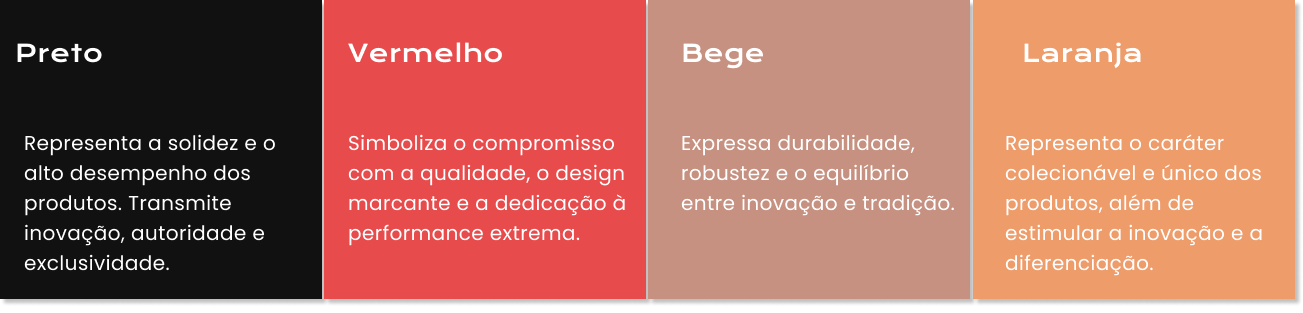 Preto
Representa a solidez e o
alto desempenho dos
produtos. Transmite
inovação, autoridade e
exclusividade.
Vermelho
Simboliza o compromisso
com a qualidade, o design
marcante e a dedicação à
performance extrema.
Bege
Expressa durabilidade,
robustez e o equilíbrio
entre inovação e tradição.
Laranja
Representa o caráter
colecionável e único dos
produtos, além de
estimular a inovação e a
diferenciação.